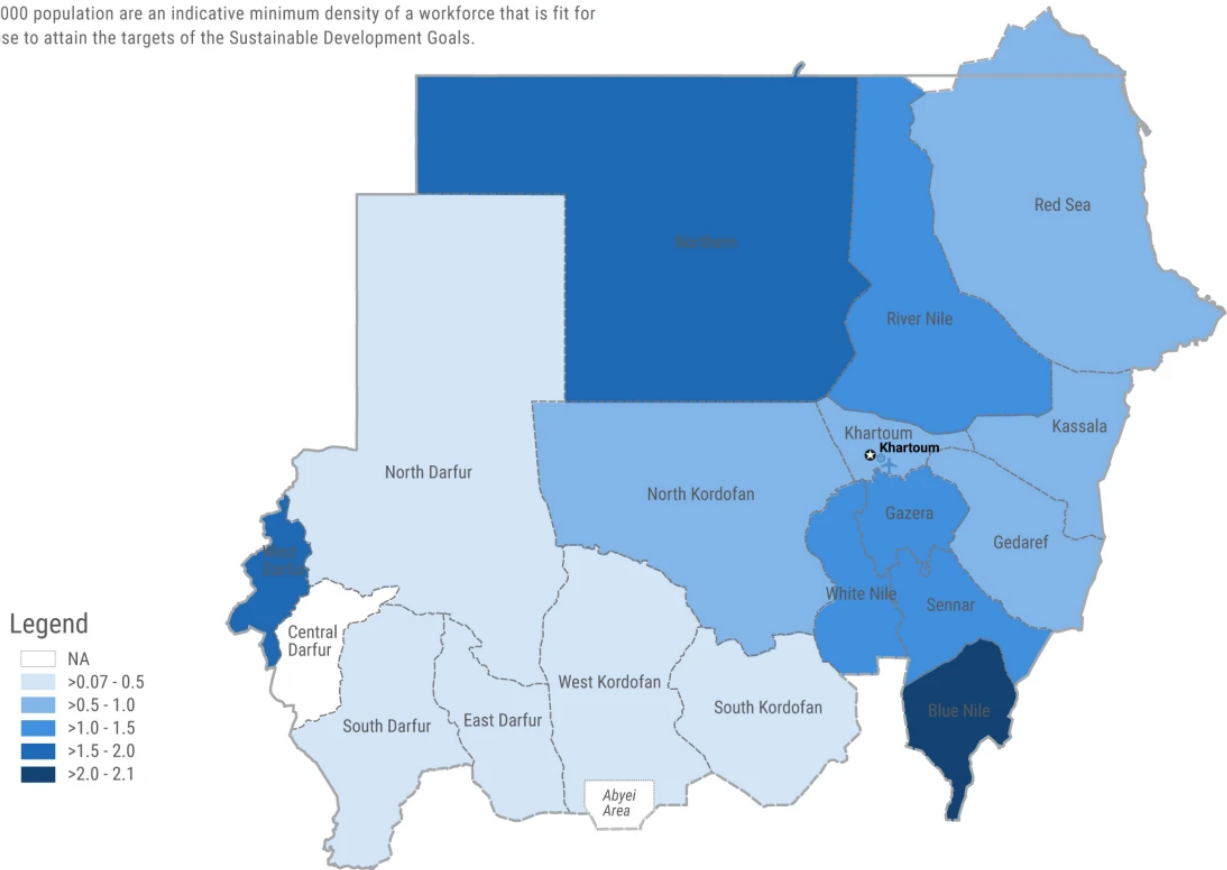 000 population are an indicative minimum density of a workforce that is fit for
se to attain the targets of the Sustainable Development Goals.
Red Sea
Northern
River Nile
Khartoum
Khartoum
Kassala
North Darfur
North Kordofan
Gazera
Gedaref
West
Darfur
White Nile
Sennar
Central
Darfur
West Kordofan
South Kordofan
Blue Nile
South Darfur
East Darfur
Abyei
Area
Legend
NA
>0.07 - 0.5
>0.5 - 1.0
>1.0 - 1.5
>1.5 - 2.0
>2.0 - 2.1